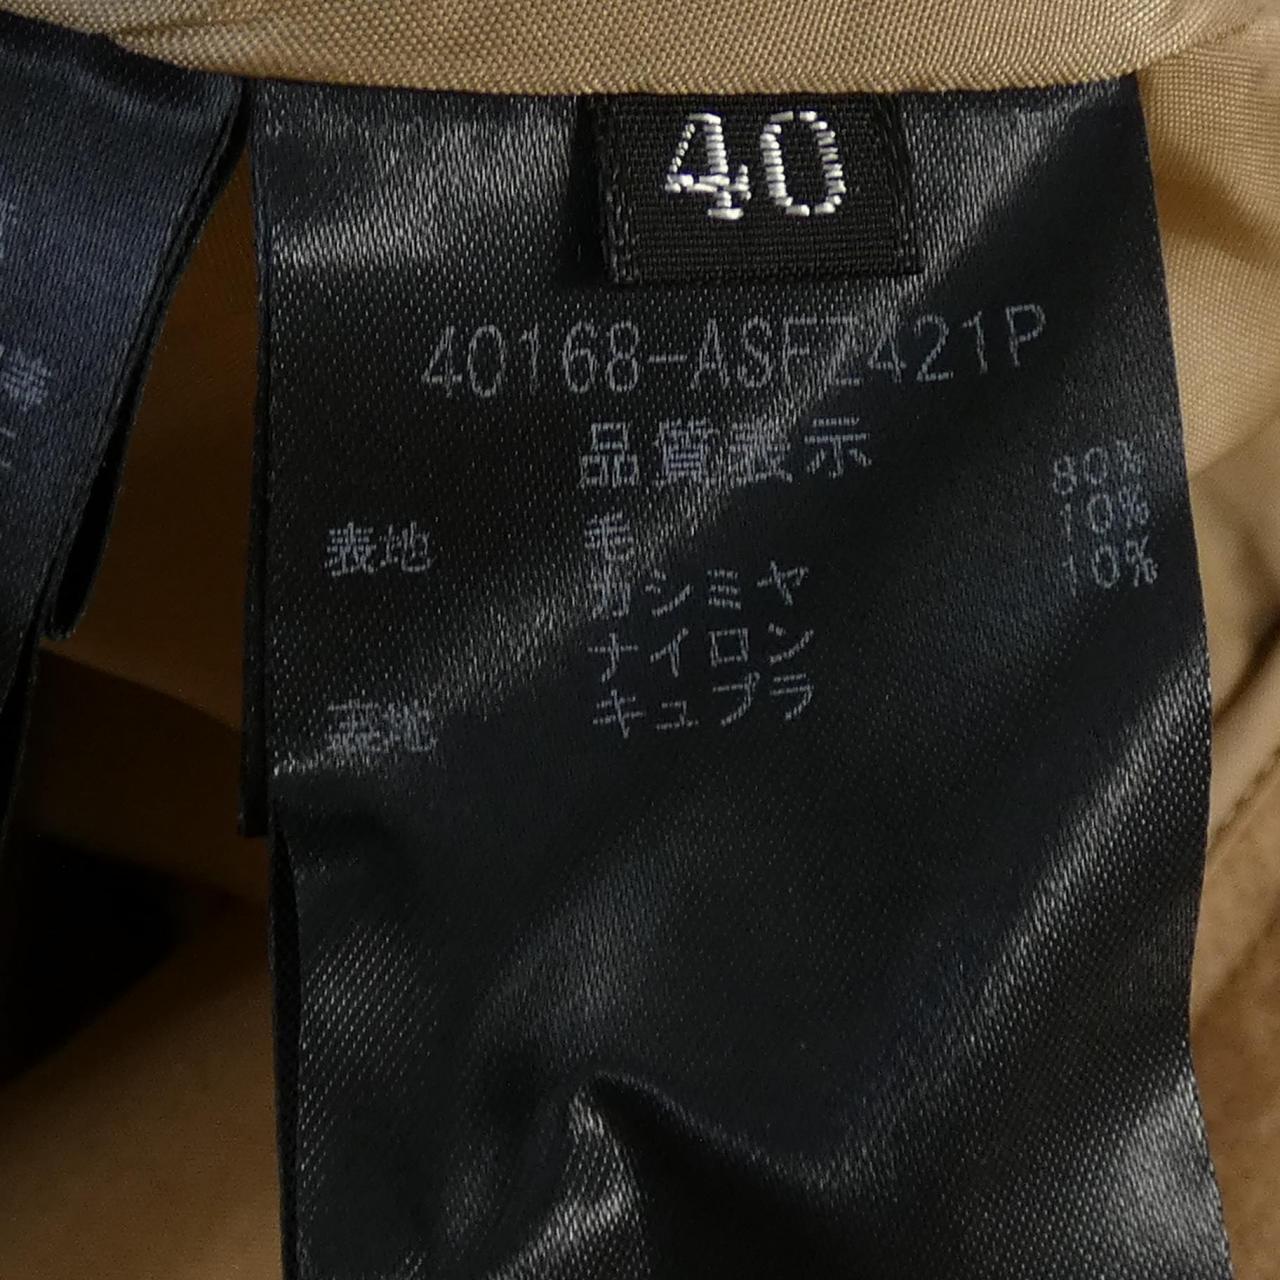 40
40168-ASFZ421P
品質表示
表地 毛 80%
カシミヤ 10%
ナイロン 10%
裏地 キュプラ